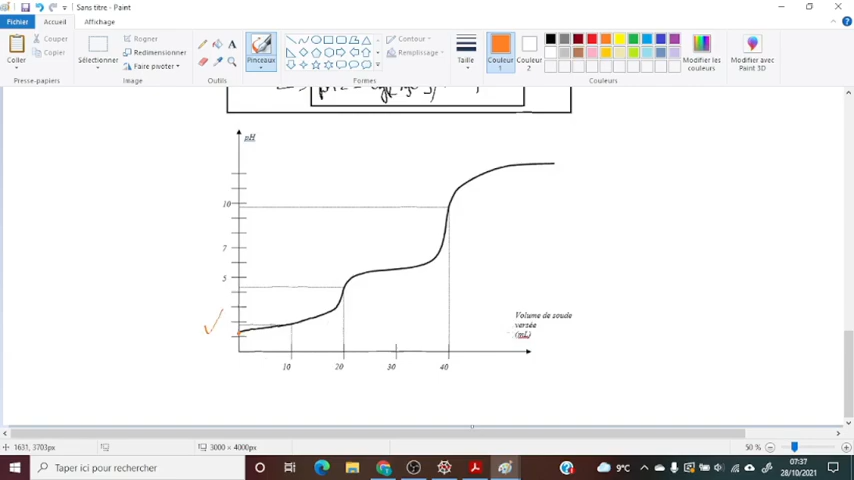 Sans titre - Paint
Fichier Accueil Affichage
Coller
Couper
Copier
Presse-papiers
Sélectionner
Rogner
Redimensionner
Faire pivoter
Image
Outils
Pinceaux
Contour
Remplissage
Formes
Taille
Couleur 1
Couleur 2
Modifier les couleurs
Couleurs
Modifier avec Paint 3D
pH
10
7
5
10 20 30 40
Volume de soude
versée
(mL)
1631, 3703px
3000 × 4000px
50 %
Taper ici pour rechercher
9°C
07:37
28/10/2021